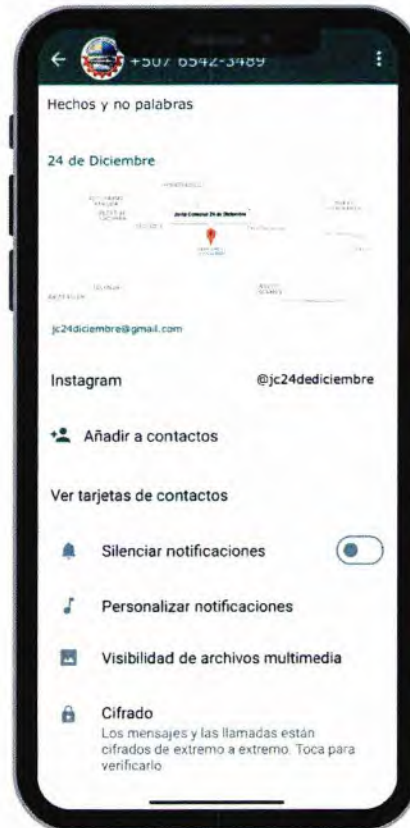 +507 6542-3489
Hechos y no palabras
24 de Diciembre
Junta Comunal 24 de Diciembre
jc24diciembre@gmail.com
Instagram @jc24dediciembre
Añadir a contactos
Ver tarjetas de contactos
Silenciar notificaciones
Personalizar notificaciones
Visibilidad de archivos multimedia
Cifrado
Los mensajes y las llamadas están
cifrados de extremo a extremo. Toca para
verificarlo